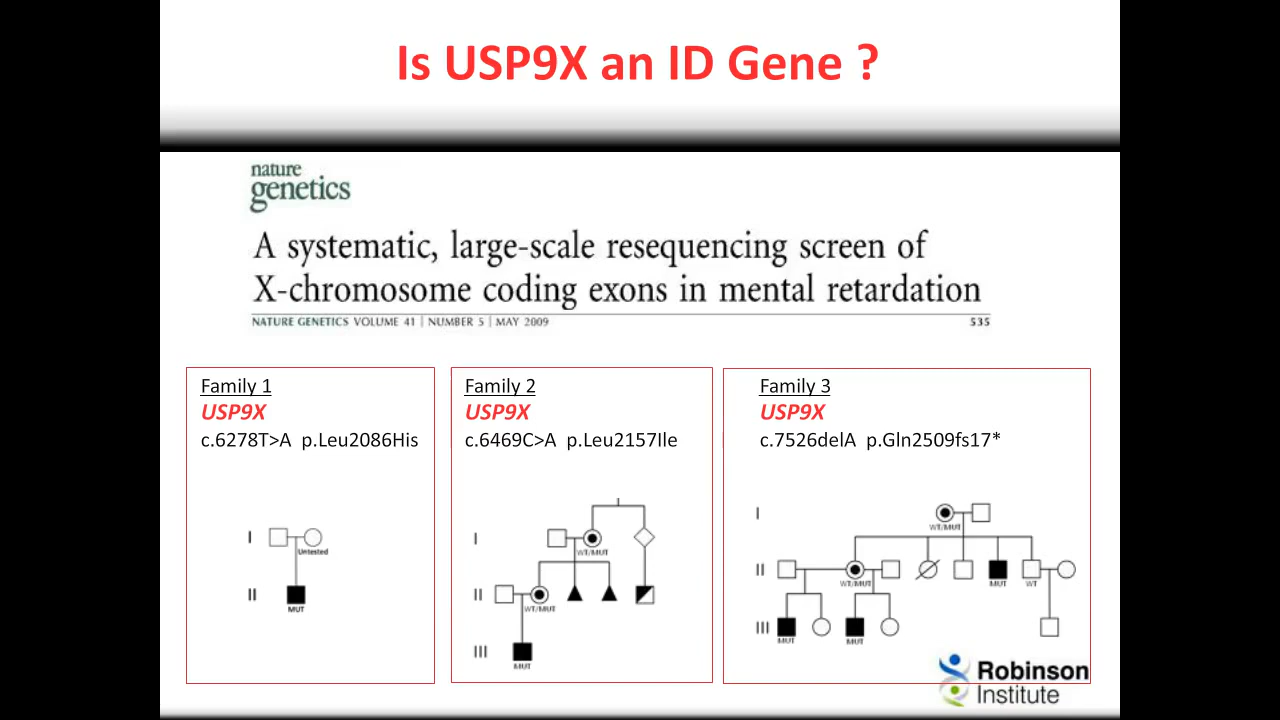 Is USP9X an ID Gene ?
nature
genetics
A systematic, large-scale resequencing screen of
X-chromosome coding exons in mental retardation
NATURE GENETICS VOLUME 41 | NUMBER 5 | MAY 2009
535
Family 1
USP9X
c.6278T>A p.Leu2086His
I
Untested
II
MUT
Family 2
USP9X
c.6469C>A p.Leu2157Ile
I
WT/MUT
II
WT/MUT
III
MUT
Family 3
USP9X
c.7526delA p.Gln2509fs17*
I
WT/MUT
II
WT/MUT
MUT
WT
III
MUT
MUT
Robinson
Institute